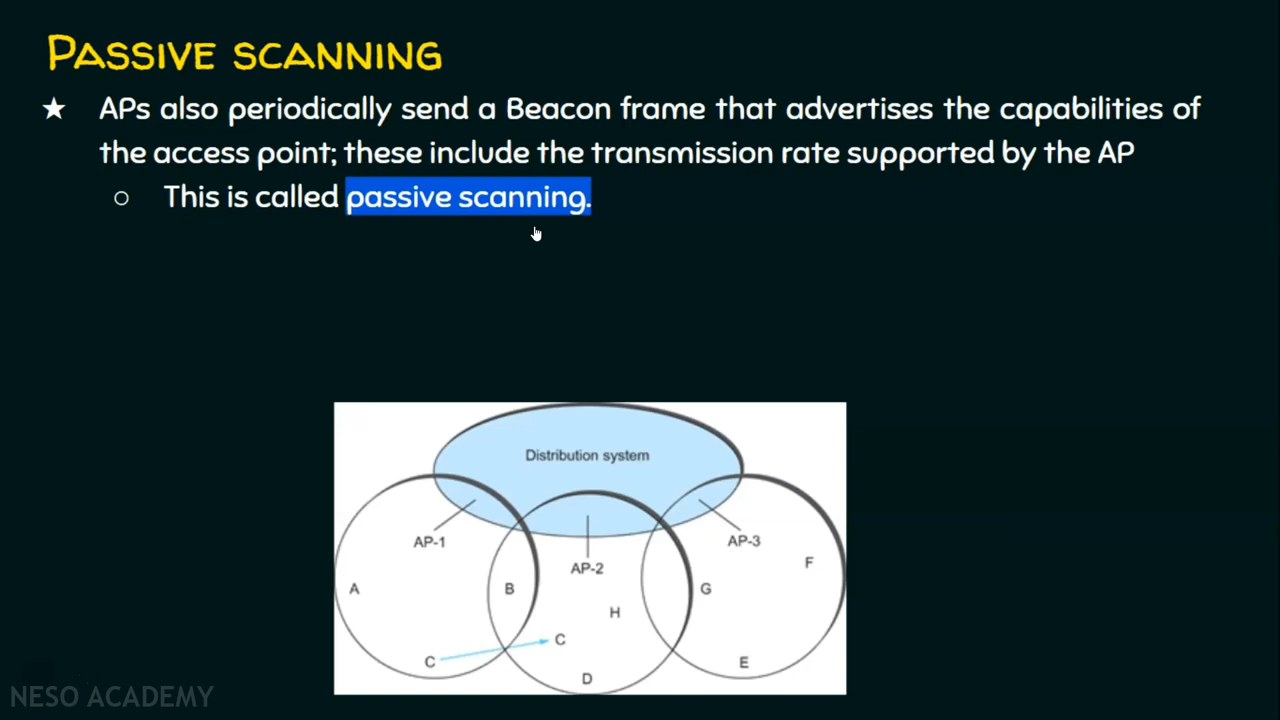 PASSIVE SCANNING
★ APs also periodically send a Beacon frame that advertises the capabilities of
the access point; these include the transmission rate supported by the AP
○ This is called passive scanning.
Distribution system
AP-1
AP-2
AP-3
A
B
C
C
D
H
G
F
E
NESO ACADEMY